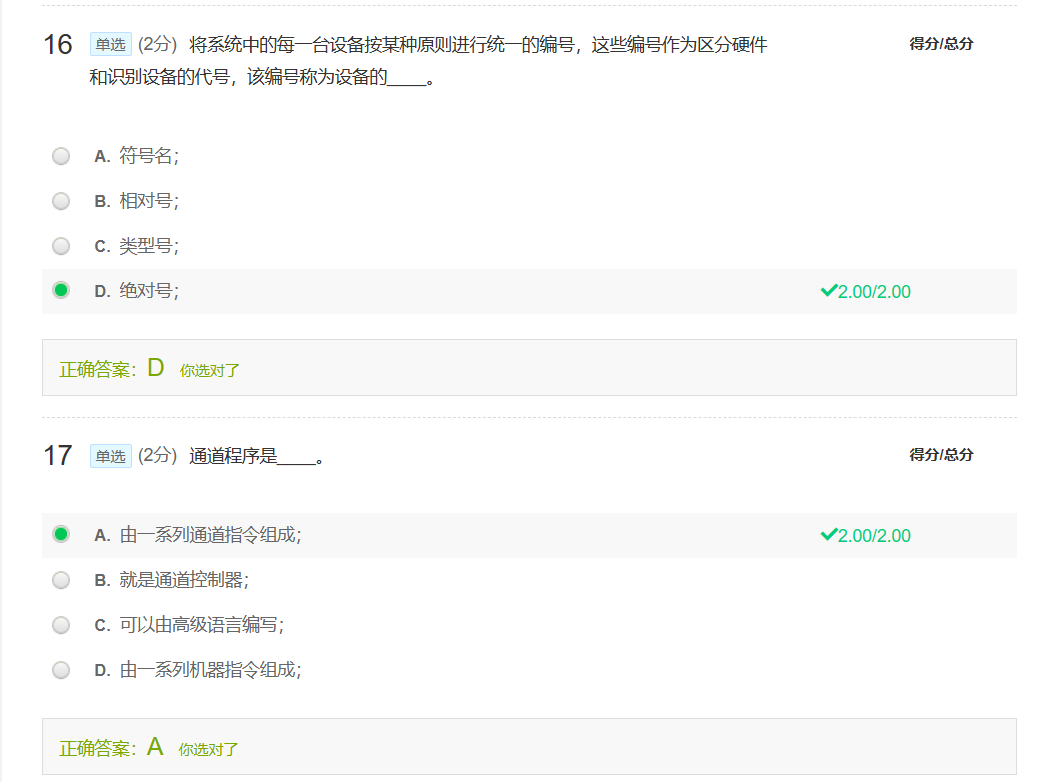 16 单选 (2分) 将系统中的每一台设备按某种原则进行统一的编号，这些编号作为区分硬件 得分/总分
和识别设备的代号，该编号称为设备的_____。
A. 符号名；
B. 相对号；
C. 类型号；
D. 绝对号； 2.00/2.00
正确答案：D 你选对了
17 单选 (2分) 通道程序是_____。 得分/总分
A. 由一系列通道指令组成； 2.00/2.00
B. 就是通道控制器；
C. 可以由高级语言编写；
D. 由一系列机器指令组成；
正确答案：A 你选对了